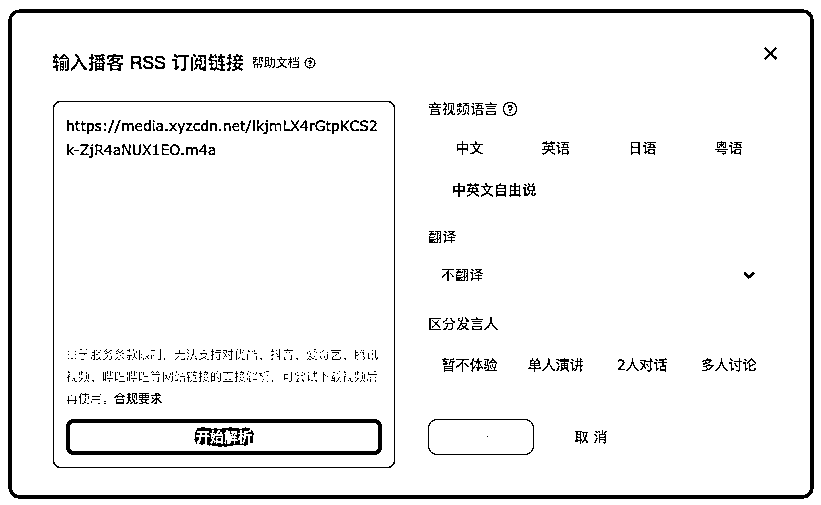 输入播客 RSS 订阅链接 帮助文档 ?
https://media.xyzcdn.net/lkjmLX4rGtpKCS2
k-ZjR4aNUX1EO.m4a
服务条款限制,无法支持对优酷、抖音、爱奇艺、腾讯
视频、哔哩哔哩等网站链接的直接解析,可尝试下载视频后
再使用。合规要求
开始解析
音视频语言 ?
中文 英语 日语 粤语
中英文自由说
翻译
不翻译
区分发言人
暂不体验 单人演讲 2人对话 多人讨论
取 消